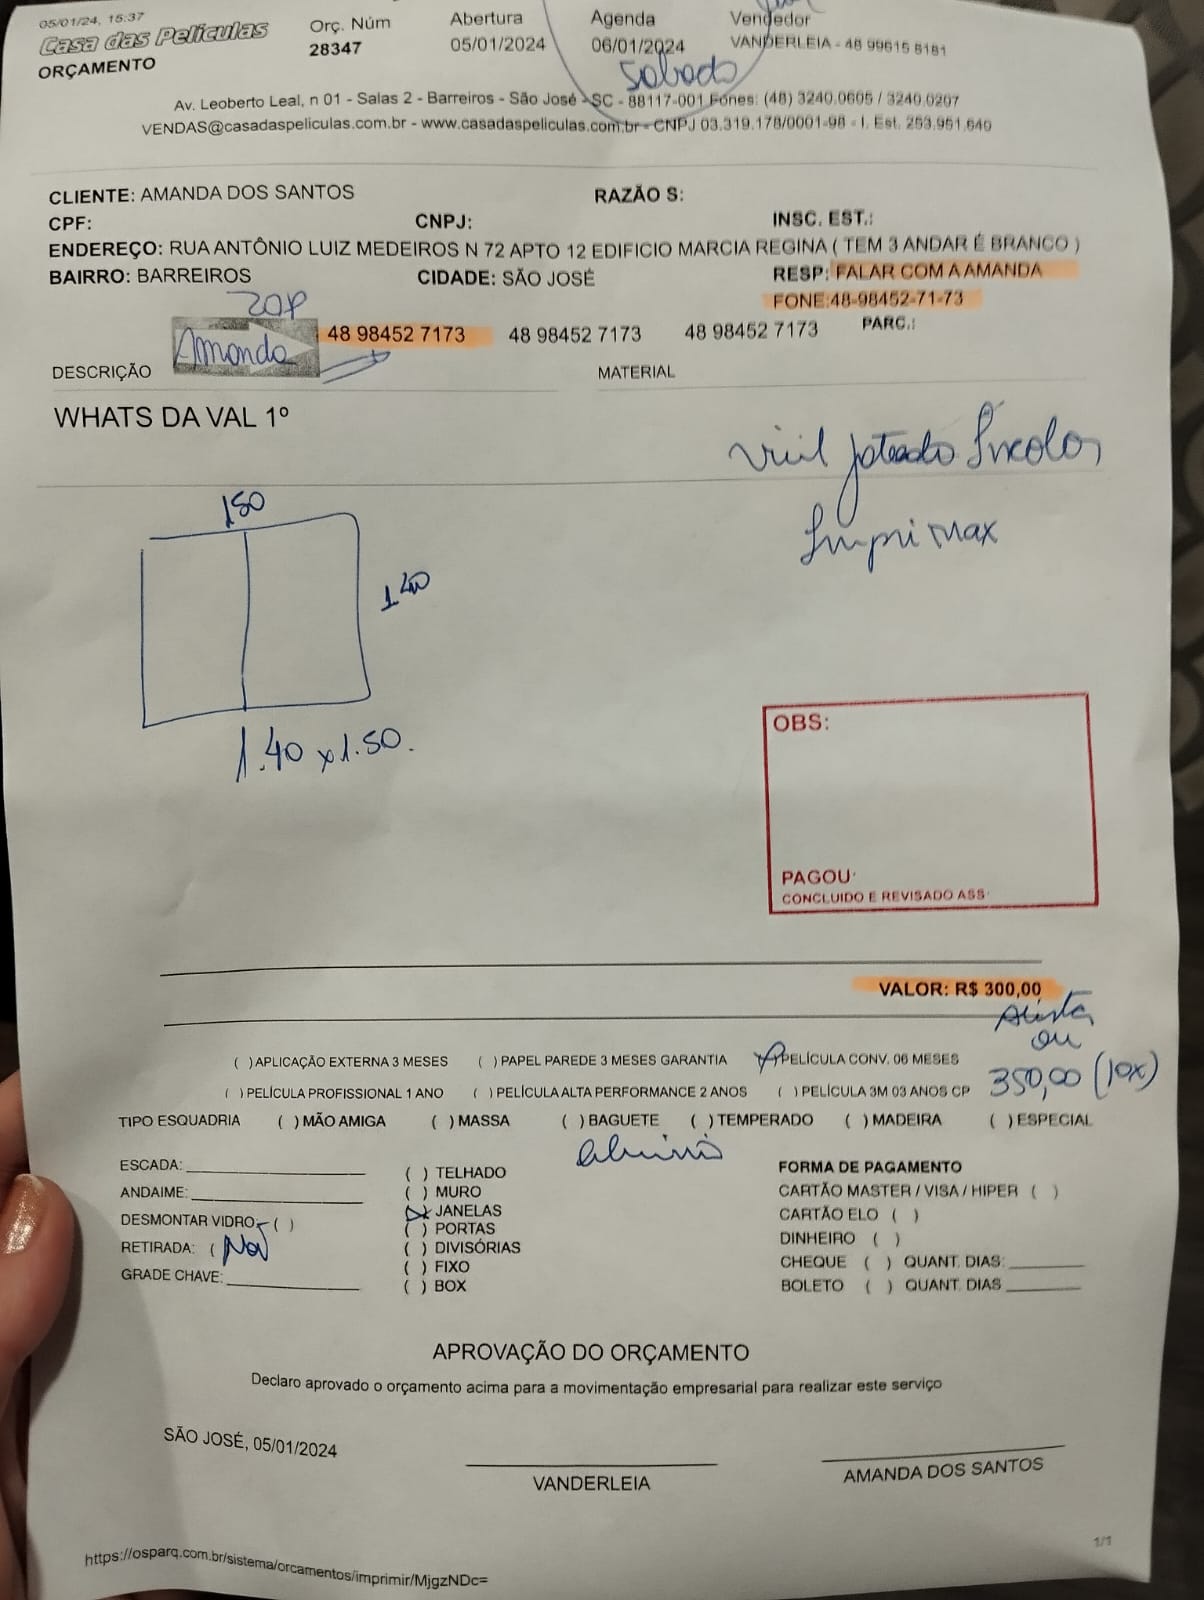 05/01/24, 15:37
Casa das Películas
ORÇAMENTO
Orç. Núm
28347
Abertura
05/01/2024
Agenda
06/01/2024
Sabado
Vendedor
VANDERLEIA - 48 99615 8181
Av. Leoberto Leal, n 01 - Salas 2 - Barreiros - São José - SC - 88117-001 Fones: (48) 3240.0605 / 3240.0207
VENDAS@casadaspeliculas.com.br - www.casadaspeliculas.com.br - CNPJ 03.319.178/0001-98 - I. Est. 253.951.640
CLIENTE: AMANDA DOS SANTOS RAZÃO S:
CPF: CNPJ: INSC. EST.:
ENDEREÇO: RUA ANTÔNIO LUIZ MEDEIROS N 72 APTO 12 EDIFICIO MARCIA REGINA ( TEM 3 ANDAR É BRANCO )
BAIRRO: BARREIROS CIDADE: SÃO JOSÉ RESP: FALAR COM A AMANDA
FONE:48-98452-71-73
zap
Amanda 48 98452 7173 48 98452 7173 48 98452 7173 PARC.:
DESCRIÇÃO MATERIAL
WHATS DA VAL 1º
Vinil jateado Incolor
Imprimax
150
140
1.40 x 1.50.
OBS:
PAGOU:
CONCLUIDO E REVISADO ASS:
VALOR: R$ 300,00
Avista
ou
350,00 (10x)
( )APLICAÇÃO EXTERNA 3 MESES ( )PAPEL PAREDE 3 MESES GARANTIA (X)PELÍCULA CONV. 06 MESES
( )PELÍCULA PROFISSIONAL 1 ANO ( )PELÍCULA ALTA PERFORMANCE 2 ANOS ( )PELÍCULA 3M 03 ANOS CP
TIPO ESQUADRIA ( )MÃO AMIGA ( )MASSA ( )BAGUETE ( )TEMPERADO ( )MADEIRA ( )ESPECIAL
ESCADA:
ANDAIME:
DESMONTAR VIDRO: ( )
RETIRADA: ( Não
GRADE CHAVE:
( ) TELHADO
( ) MURO
(X) JANELAS
( ) PORTAS
( ) DIVISÓRIAS
( ) FIXO
( ) BOX
FORMA DE PAGAMENTO
CARTÃO MASTER / VISA / HIPER ( )
CARTÃO ELO ( )
DINHEIRO ( )
CHEQUE ( ) QUANT. DIAS:
BOLETO ( ) QUANT. DIAS
APROVAÇÃO DO ORÇAMENTO
Declaro aprovado o orçamento acima para a movimentação empresarial para realizar este serviço
SÃO JOSÉ, 05/01/2024
VANDERLEIA
AMANDA DOS SANTOS
https://osparq.com.br/sistema/orcamentos/imprimir/MjgzNDc=
1/1